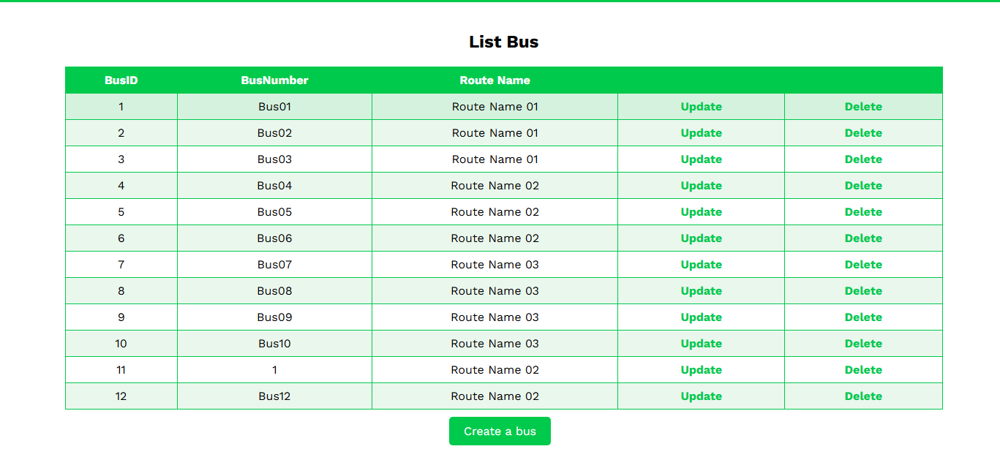 List Bus
BusID BusNumber Route Name
1 Bus01 Route Name 01 Update Delete
2 Bus02 Route Name 01 Update Delete
3 Bus03 Route Name 01 Update Delete
4 Bus04 Route Name 02 Update Delete
5 Bus05 Route Name 02 Update Delete
6 Bus06 Route Name 02 Update Delete
7 Bus07 Route Name 03 Update Delete
8 Bus08 Route Name 03 Update Delete
9 Bus09 Route Name 03 Update Delete
10 Bus10 Route Name 03 Update Delete
11 1 Route Name 02 Update Delete
12 Bus12 Route Name 02 Update Delete
Create a bus